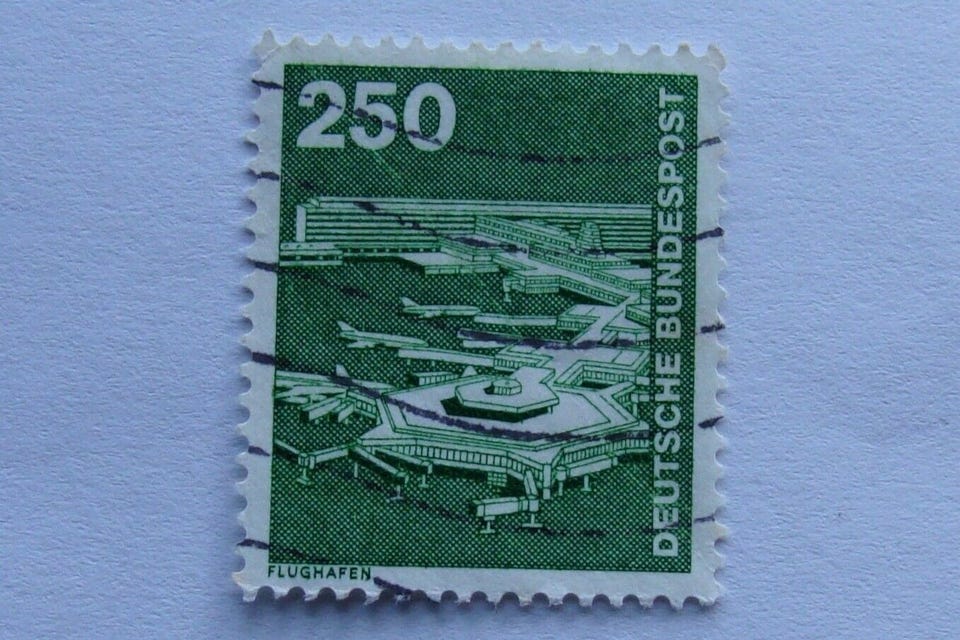 250
DEUTSCHE BUNDESPOST
FLUGHAFEN